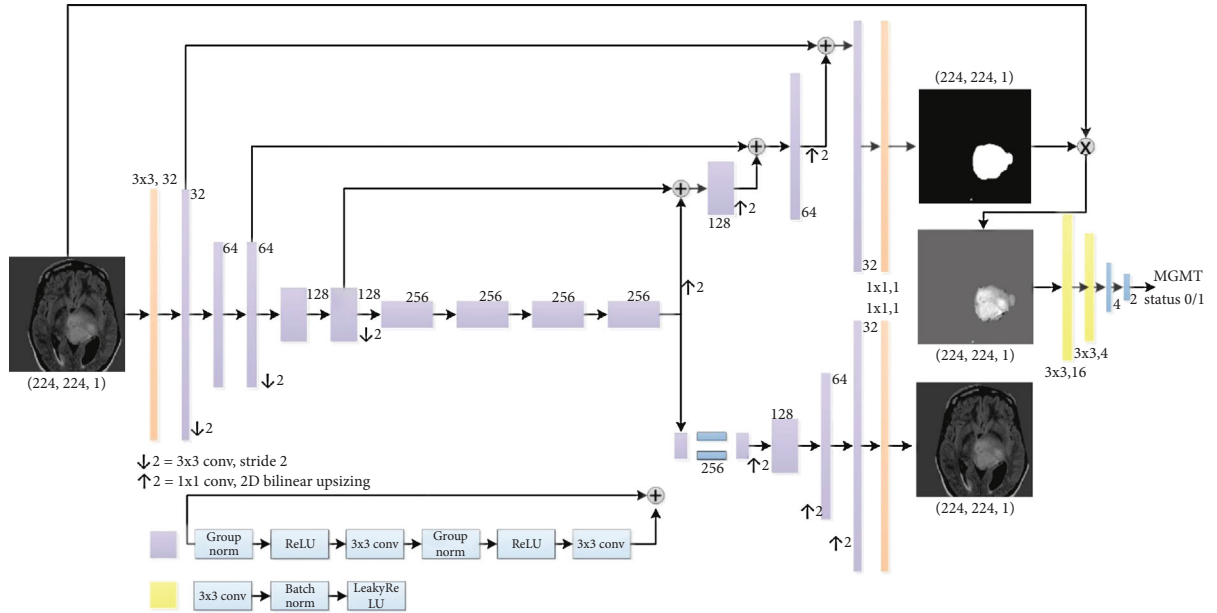 (224, 224, 1)
3x3, 32
32
↓2
64
64
↓2
128
128
↓2
256
256
256
256
↑2
128
↑2
64
↑2
32
1x1,1
(224, 224, 1)
X
(224, 224, 1)
3x3,16
3x3,4
4
2
MGMT
status 0/1
256
↑2
128
↑2
64
↑2
32
1x1,1
(224, 224, 1)
↓2 = 3x3 conv, stride 2
↑2 = 1x1 conv, 2D bilinear upsizing
Group
norm
ReLU
3x3 conv
Group
norm
ReLU
3x3 conv
3x3 conv
Batch
norm
LeakyRe
LU